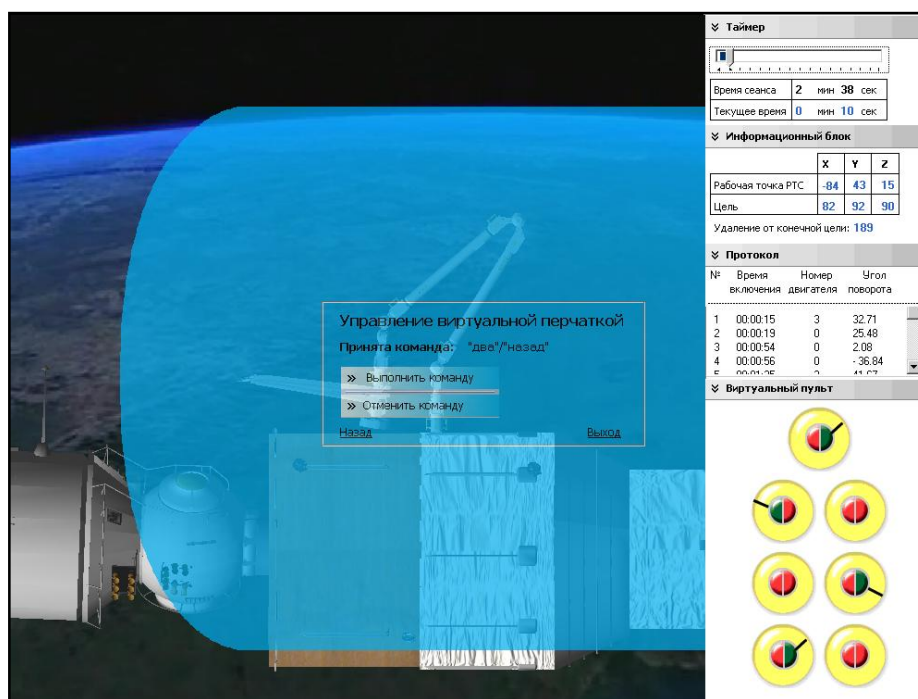 Управление виртуальной перчаткой
Принята команда: "два"/"назад"
» Выполнить команду
» Отменить команду
Назад Выход
Таймер
Время сеанса 2 мин 38 сек
Текущее время 0 мин 10 сек
Информационный блок
X Y Z
Рабочая точка РТС -84 43 15
Цель 82 92 90
Удаление от конечной цели: 189
Протокол
№ Время Номер Угол
включения двигателя поворота
1 00:00:15 3 32.71
2 00:00:19 0 25.48
3 00:00:54 0 2.08
4 00:00:56 0 - 36.84
Виртуальный пульт